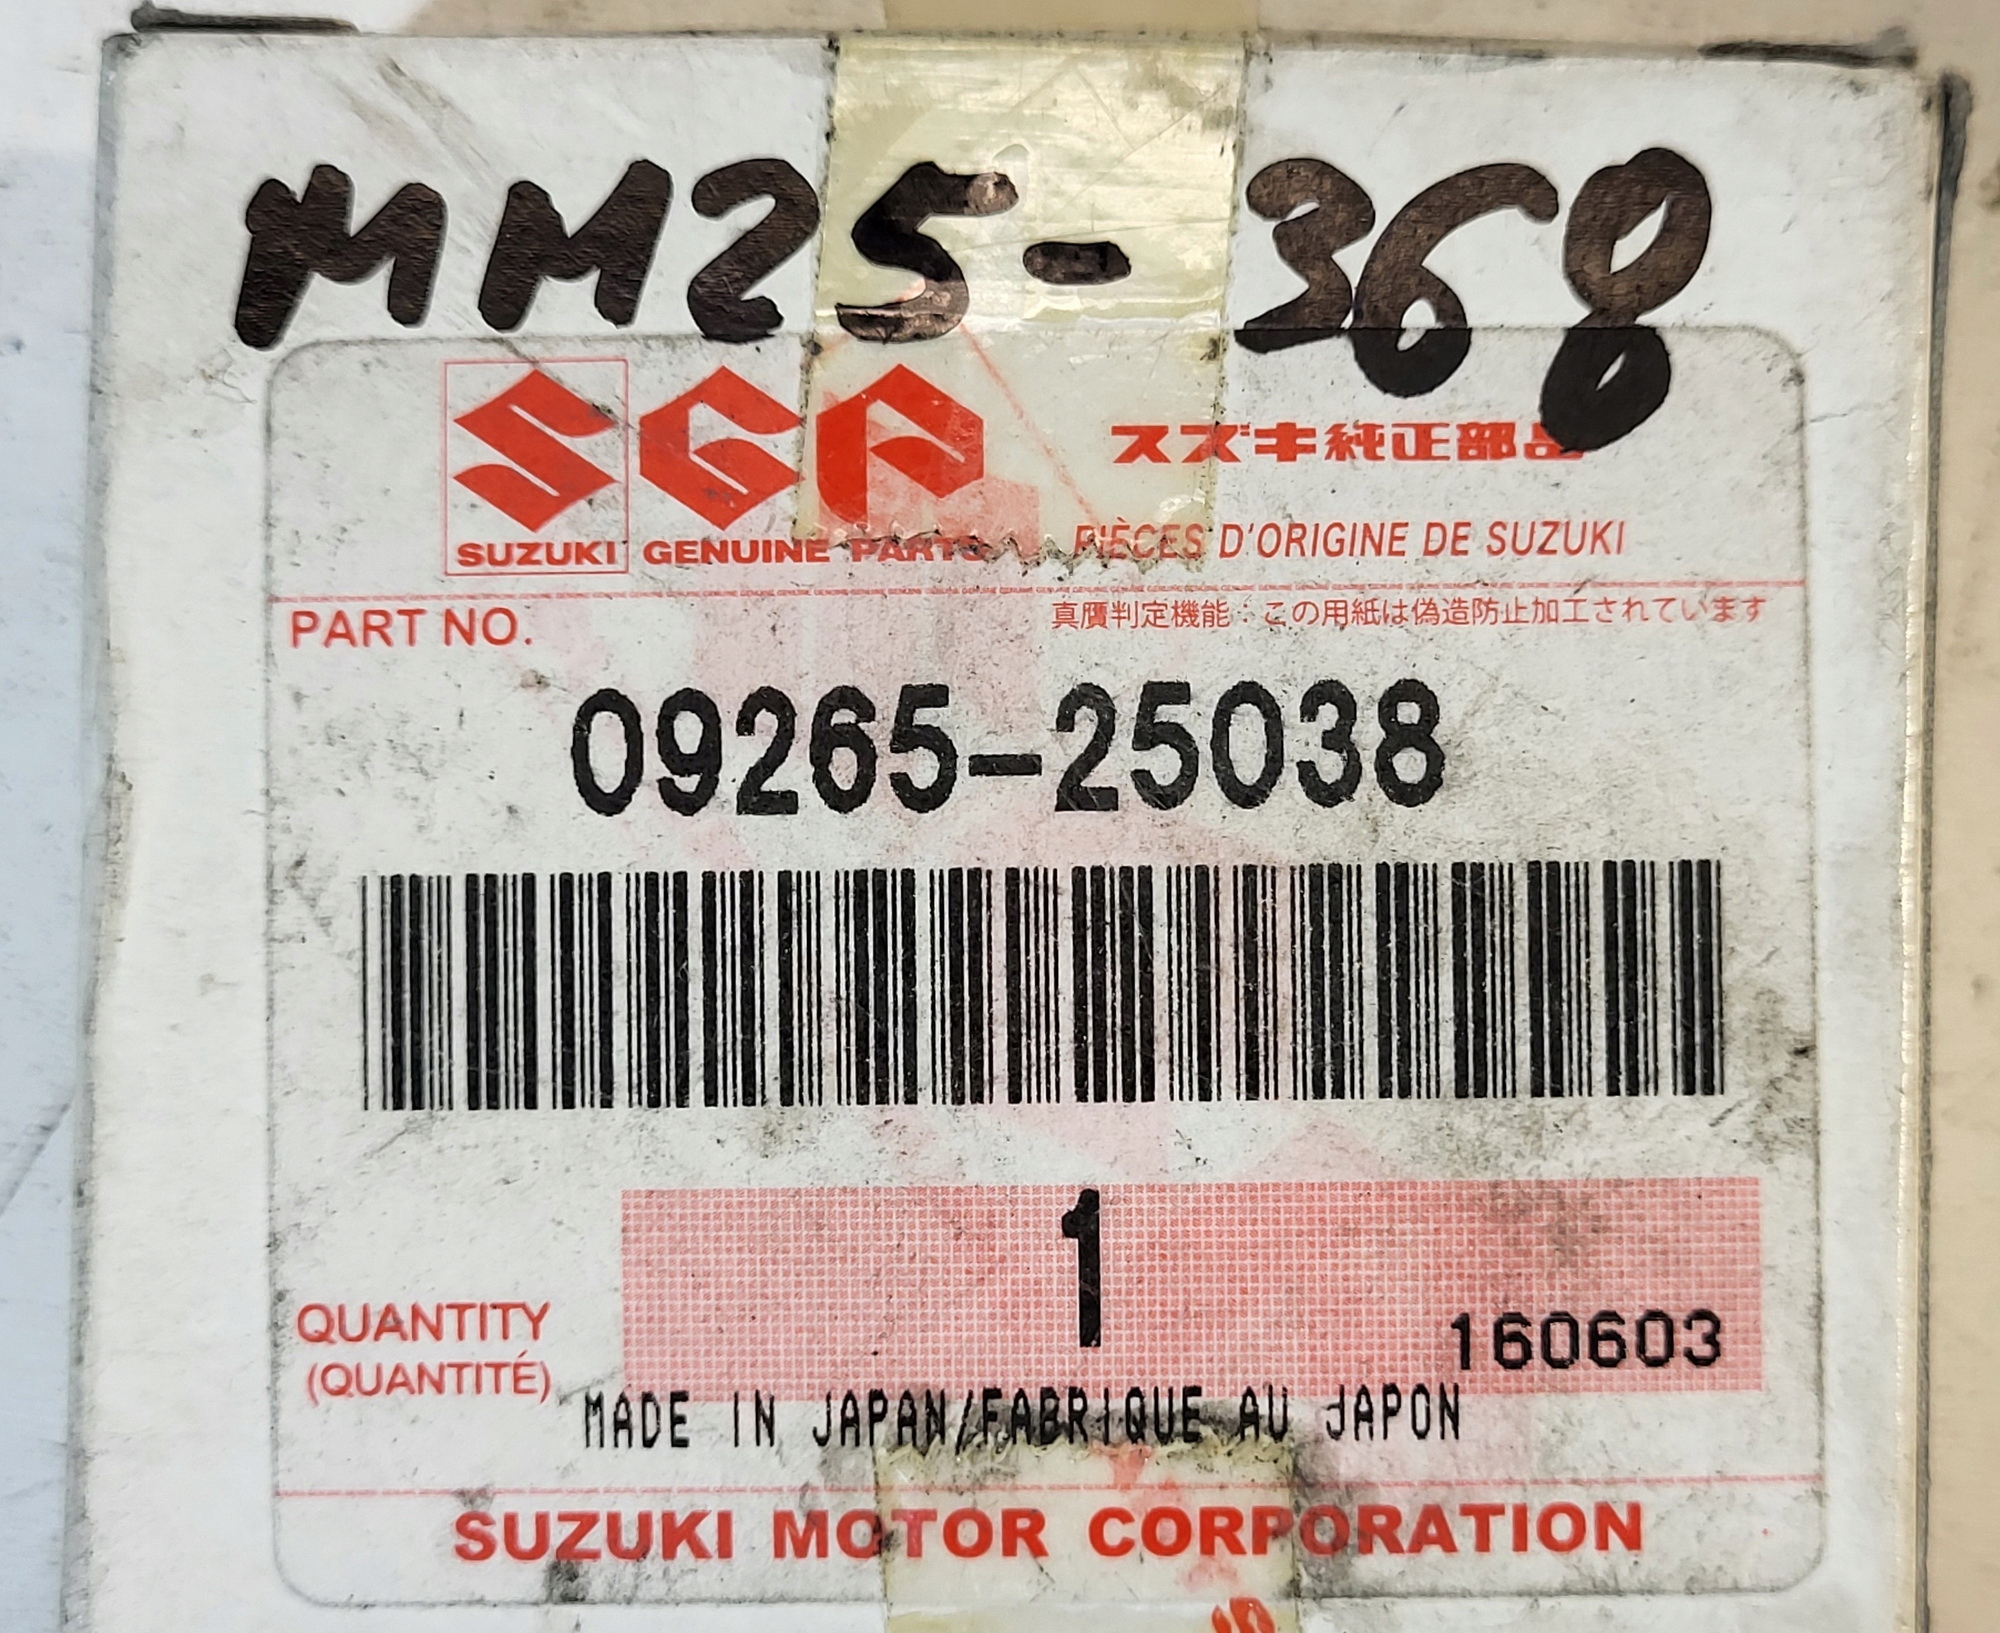 MM25-368
SUZUKI GENUINE PARTS
スズキ純正部品
PIÈCES D'ORIGINE DE SUZUKI
PART NO.
真贋判定機能:この用紙は偽造防止加工されています
09265-25038
1
QUANTITY
(QUANTITÉ)
160603
MADE IN JAPAN/FABRIQUE AU JAPON
SUZUKI MOTOR CORPORATION